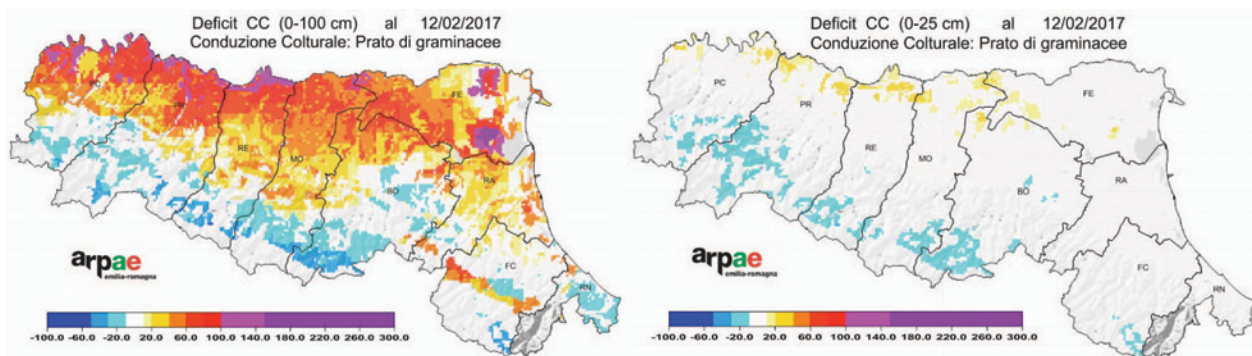 Deficit CC (0-100 cm) al 12/02/2017
Conduzione Colturale: Prato di graminacee
PC
PR
RE
MO
BO
FE
RA
FC
RN
arpae
emilia-romagna
-100.0 -60.0 -20.0 20.0 60.0 100.0 140.0 180.0 220.0 260.0 300.0
Deficit CC (0-25 cm) al 12/02/2017
Conduzione Colturale: Prato di graminacee
PC
PR
RE
MO
BO
FE
RA
FC
RN
arpae
emilia-romagna
-100.0 -60.0 -20.0 20.0 60.0 100.0 140.0 180.0 220.0 260.0 300.0